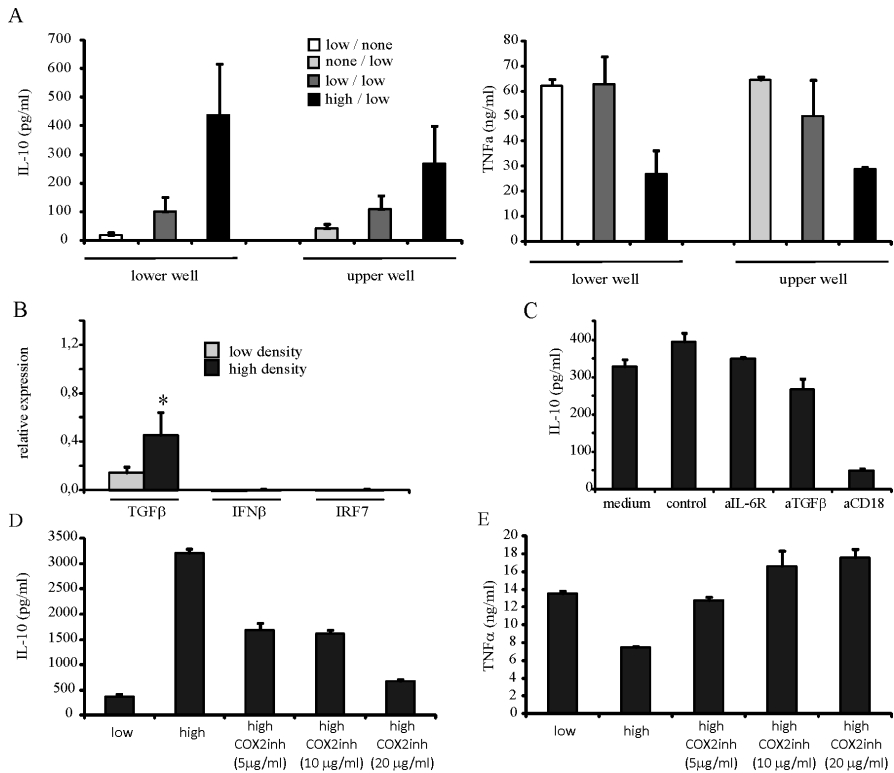 A
700
600
500
400
300
200
100
0
IL-10 (pg/ml)
low / none
none / low
low / low
high / low
lower well
upper well
80
70
60
50
40
30
20
10
0
TNFa (ng/ml)
lower well
upper well
B
1,2
0,8
0,4
0,0
relative expression
low density
high density
*
TGFβ
IFNβ
IRF7
C
400
300
200
100
50
0
IL-10 (pg/ml)
medium
control
aIL-6R
aTGFβ
aCD18
D
3500
3000
2500
2000
1500
1000
500
0
IL-10 (pg/ml)
low
high
high
COX2inh
(5μg/ml)
high
COX2inh
(10 μg/ml)
high
COX2inh
(20 μg/ml)
E
20
18
16
14
12
10
8
6
4
2
0
TNFα (ng/ml)
low
high
high
COX2inh
(5μg/ml)
high
COX2inh
(10 μg/ml)
high
COX2inh
(20 μg/ml)